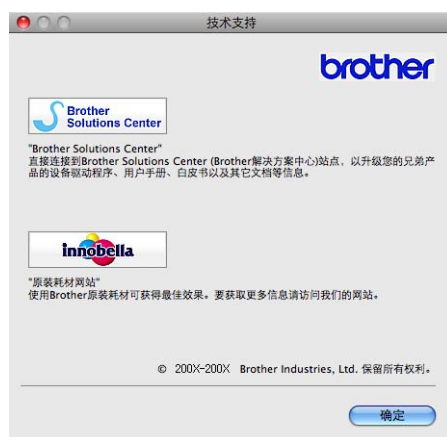 技术支持
brother
Brother
Solutions Center
"Brother Solutions Center"
直接连接到Brother Solutions Center (Brother解决方案中心)站点，以升级您的兄弟产
品的设备驱动程序、用户手册、白皮书以及其它文档等信息。
innobella
"原装耗材网站"
使用Brother原装耗材可获得最佳效果。要获取更多信息请访问我们的网站。
© 200X-200X Brother Industries, Ltd. 保留所有权利。
确定